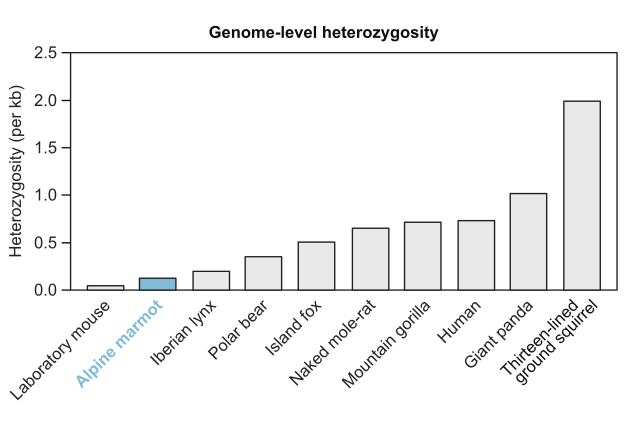 Genome-level heterozygosity
Heterozygosity (per kb)
2.5
2.0
1.5
1.0
0.5
0.0
Laboratory mouse
Alpine marmot
Iberian lynx
Polar bear
Island fox
Naked mole-rat
Mountain gorilla
Human
Giant panda
Thirteen-lined
ground squirrel